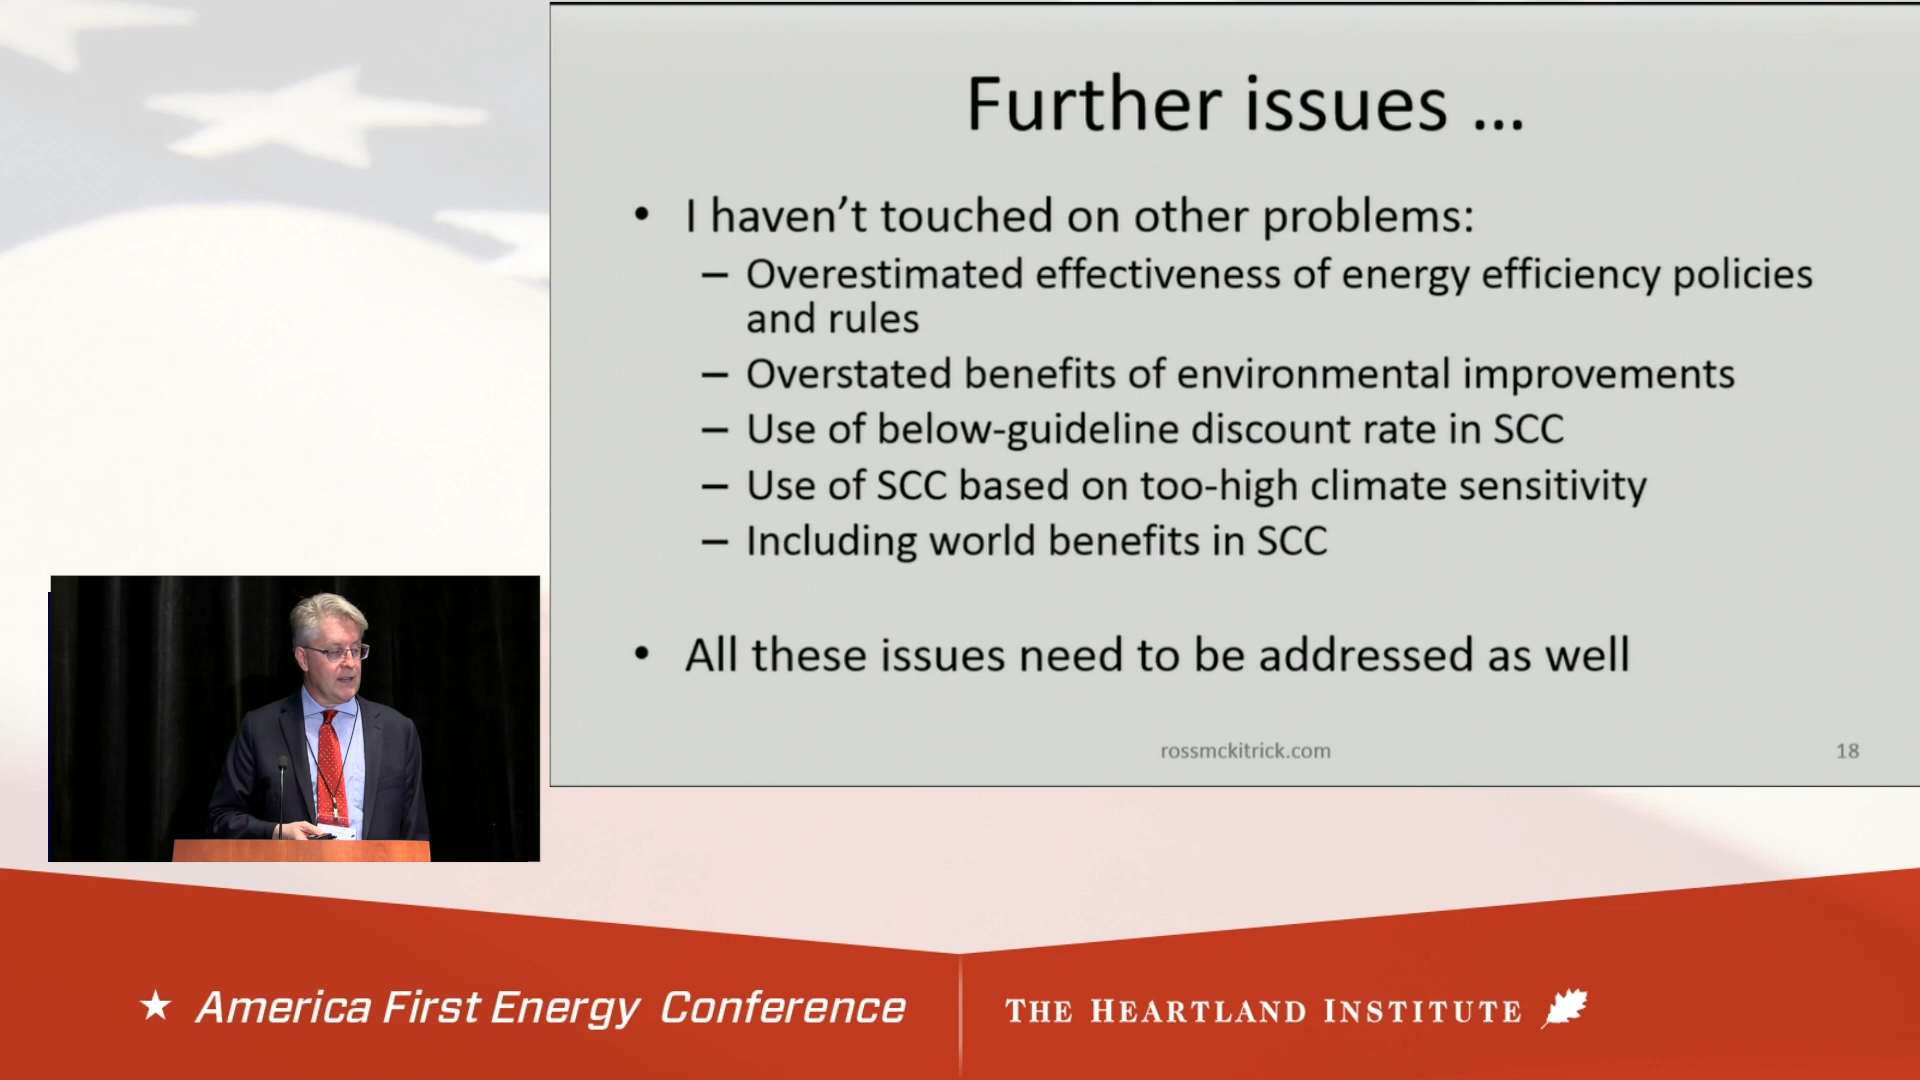 Further issues ...
• I haven’t touched on other problems:
– Overestimated effectiveness of energy efficiency policies
and rules
– Overstated benefits of environmental improvements
– Use of below-guideline discount rate in SCC
– Use of SCC based on too-high climate sensitivity
– Including world benefits in SCC
• All these issues need to be addressed as well
rossmckitrick.com
18
America First Energy Conference
THE HEARTLAND INSTITUTE